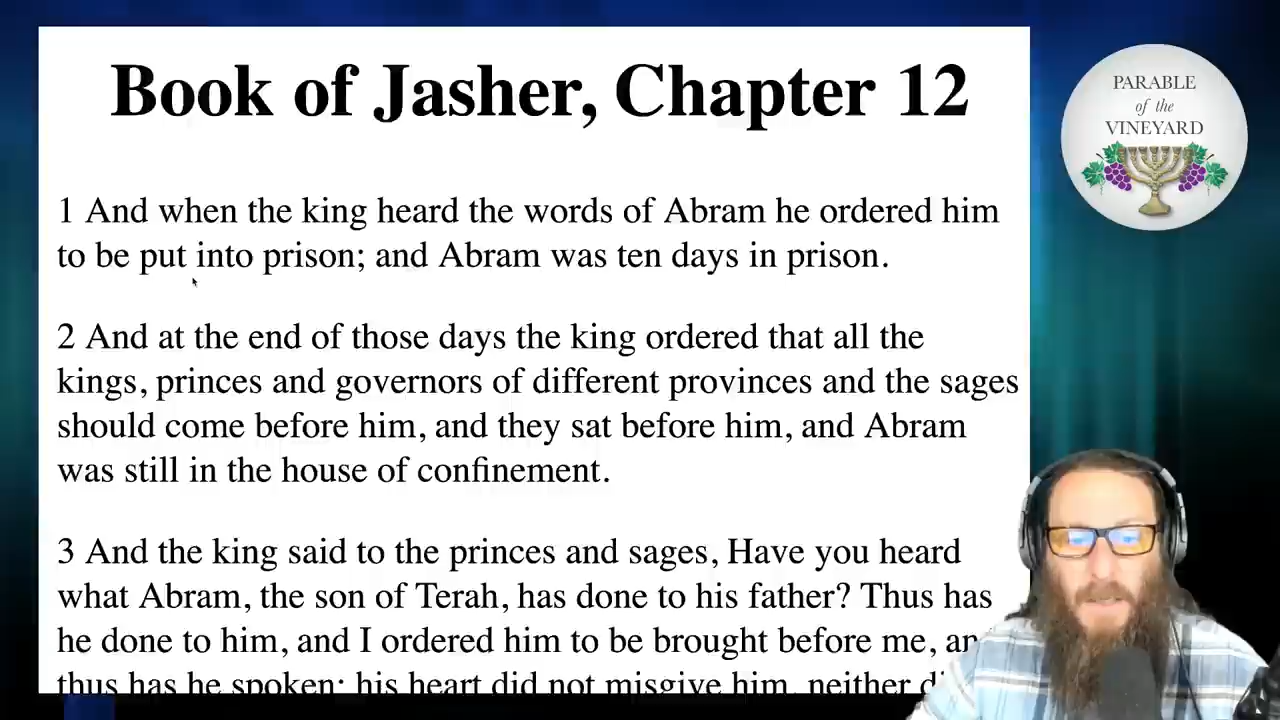 Book of Jasher, Chapter 12
PARABLE
of the
VINEYARD
1 And when the king heard the words of Abram he ordered him
to be put into prison; and Abram was ten days in prison.
2 And at the end of those days the king ordered that all the
kings, princes and governors of different provinces and the sages
should come before him, and they sat before him, and Abram
was still in the house of confinement.
3 And the king said to the princes and sages, Have you heard
what Abram, the son of Terah, has done to his father? Thus has
he done to him, and I ordered him to be brought before me,
thus has he spoken; his heart did not misgive him, neither